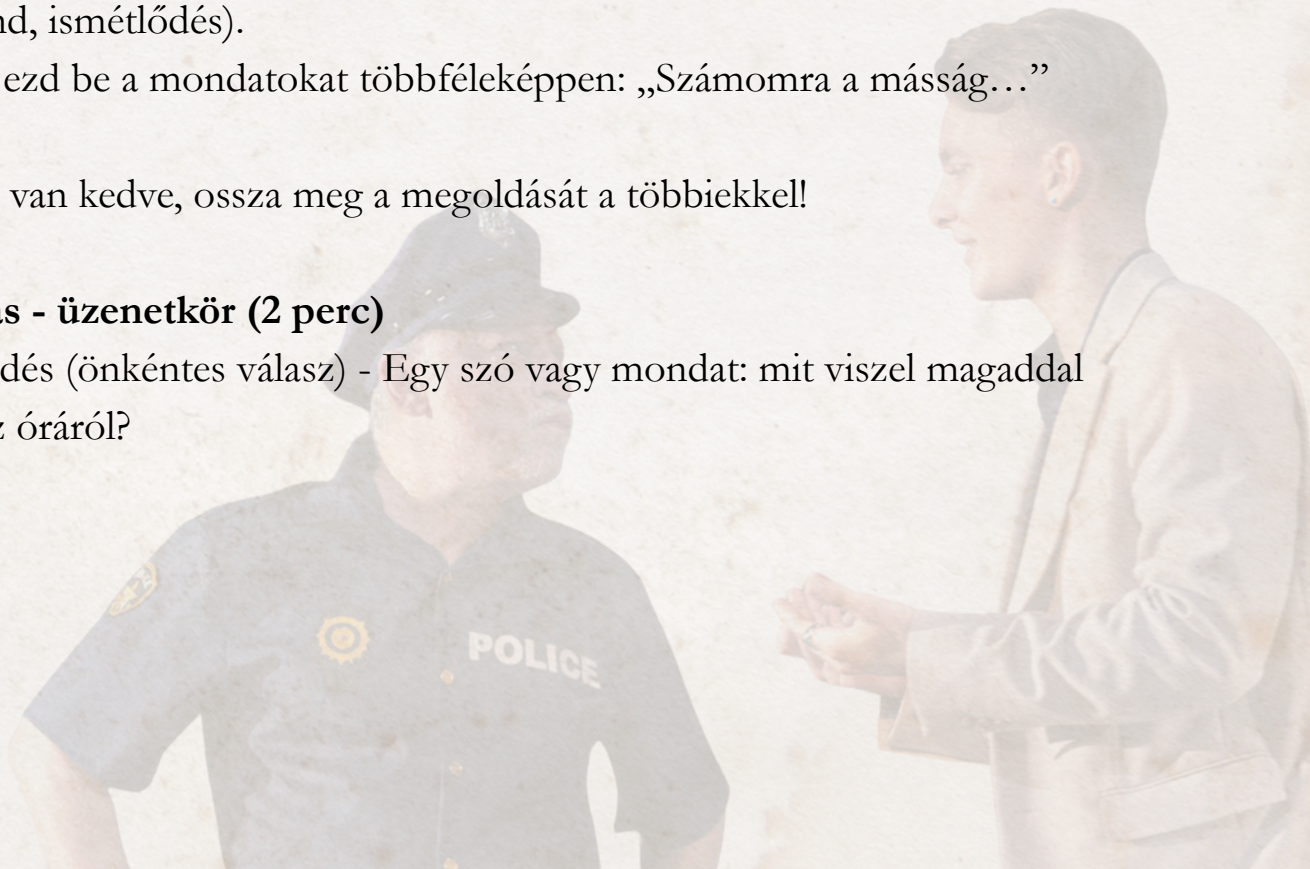 nd, ismétlődés).
ezd be a mondatokat többféleképpen: „Számomra a másság…”
van kedve, ossza meg a megoldását a többiekkel!
as - üzenetkör (2 perc)
dés (önkéntes válasz) - Egy szó vagy mondat: mit viszel magaddal
z óráról?
POLICE